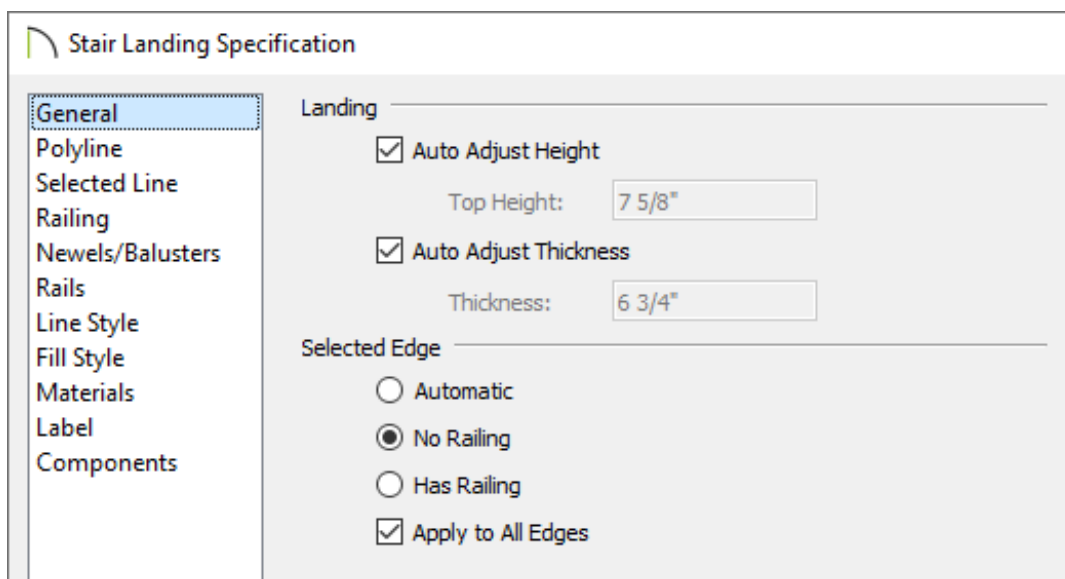 Stair Landing Specification
General
Polyline
Selected Line
Railing
Newels/Balusters
Rails
Line Style
Fill Style
Materials
Label
Components
Landing
Auto Adjust Height
Top Height: 7 5/8"
Auto Adjust Thickness
Thickness: 6 3/4"
Selected Edge
Automatic
No Railing
Has Railing
Apply to All Edges